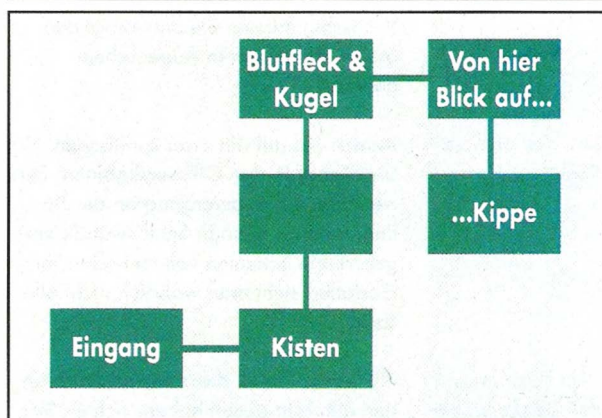 Blutfleck &
Kugel
Von hier
Blick auf...
...Kippe
Eingang
Kisten